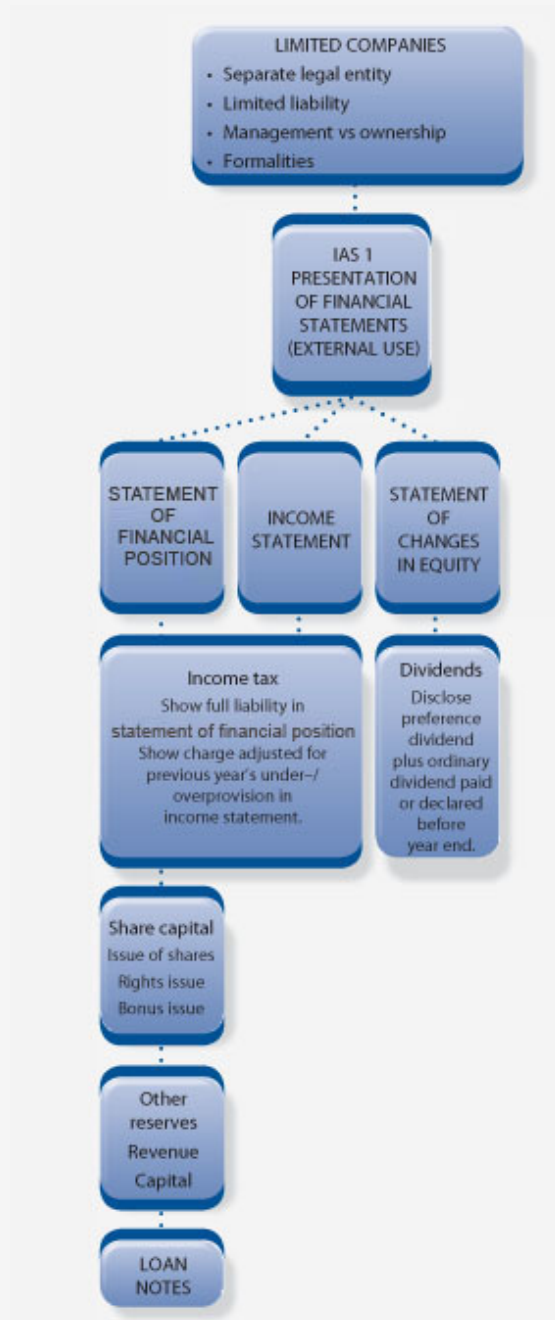 LIMITED COMPANIES
• Separate legal entity
• Limited liability
• Management vs ownership
• Formalities
IAS 1
PRESENTATION
OF FINANCIAL
STATEMENTS
(EXTERNAL USE)
STATEMENT
OF
FINANCIAL
POSITION
INCOME
STATEMENT
STATEMENT
OF
CHANGES
IN EQUITY
Income tax
Show full liability in
statement of financial position
Show charge adjusted for
previous year's under–/
overprovision in
income statement.
Dividends
Disclose
preference
dividend
plus ordinary
dividend paid
or declared
before
year end.
Share capital
Issue of shares
Rights issue
Bonus issue
Other
reserves
Revenue
Capital
LOAN
NOTES